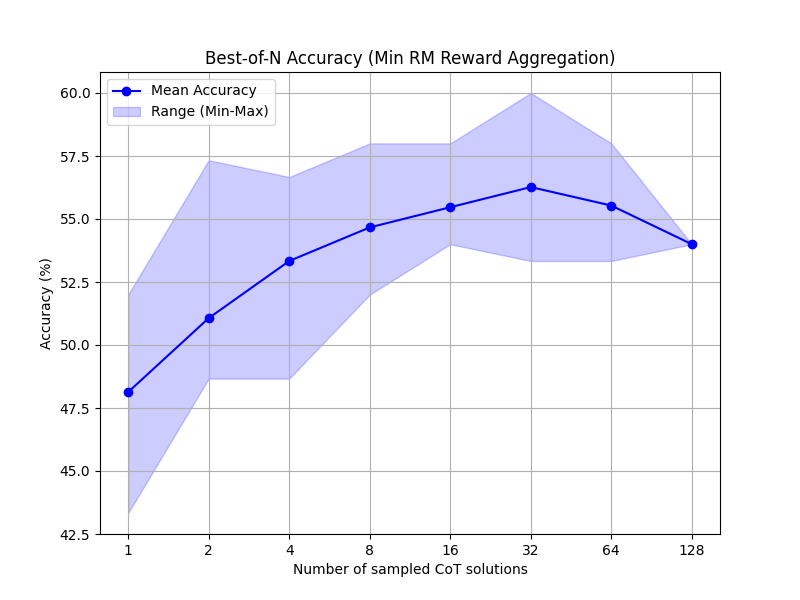 Best-of-N Accuracy (Min RM Reward Aggregation)
Mean Accuracy
Range (Min-Max)
Accuracy (%)
60.0
57.5
55.0
52.5
50.0
47.5
45.0
42.5
1 2 4 8 16 32 64 128
Number of sampled CoT solutions